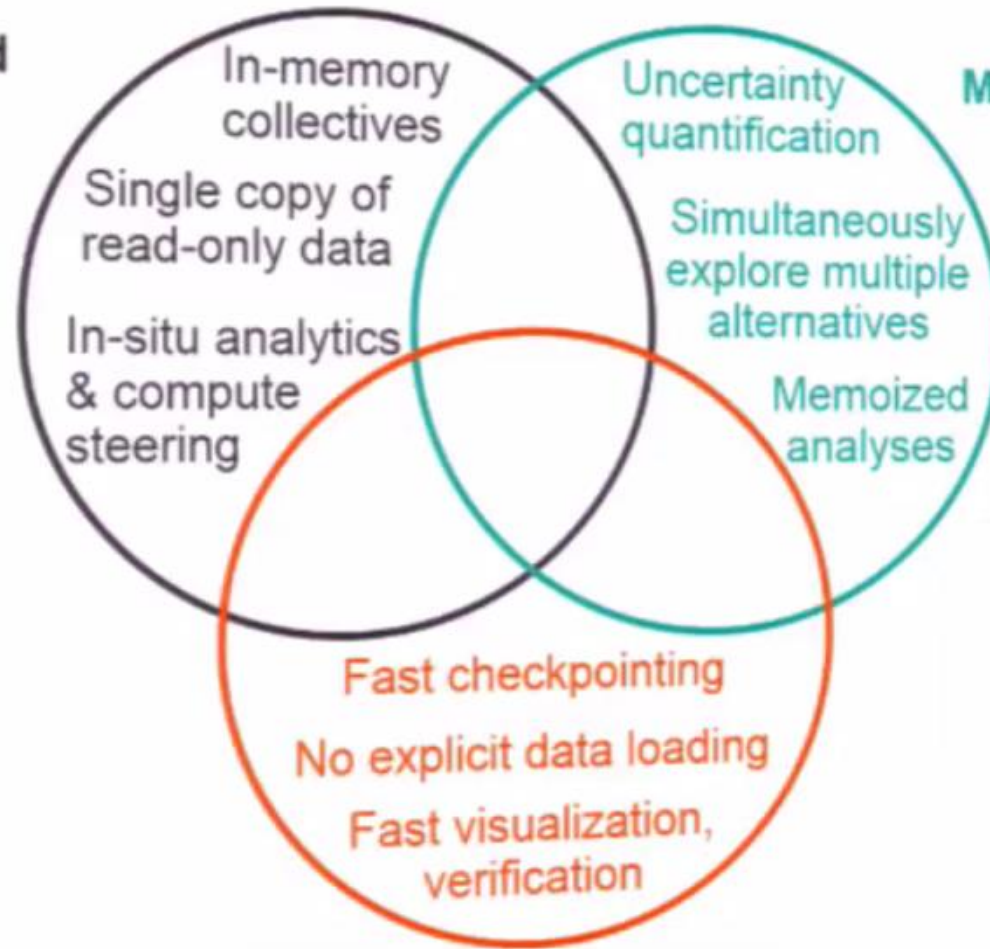 In-memory
collectives
Single copy of
read-only data
In-situ analytics
& compute
steering
Uncertainty
quantification
Simultaneously
explore multiple
alternatives
Memoized
analyses
Fast checkpointing
No explicit data loading
Fast visualization,
verification